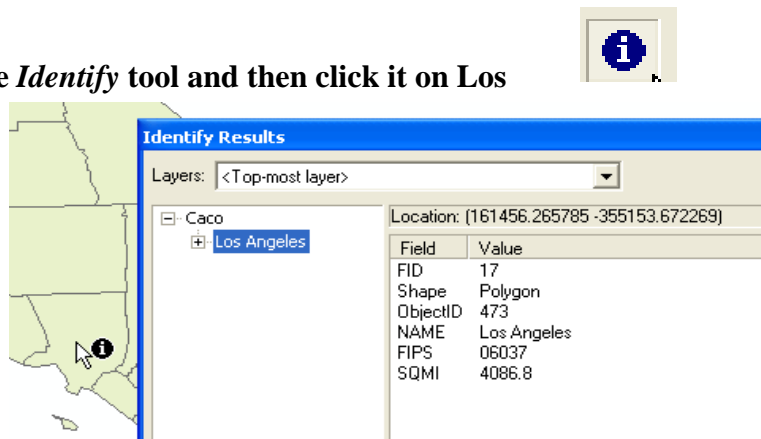 e Identify tool and then click it on Los
Identify Results
Layers: <Top-most layer>
Caco
Los Angeles
Location: (161456.265785 -355153.672269)
Field Value
FID 17
Shape Polygon
ObjectID 473
NAME Los Angeles
FIPS 06037
SQMI 4086.8